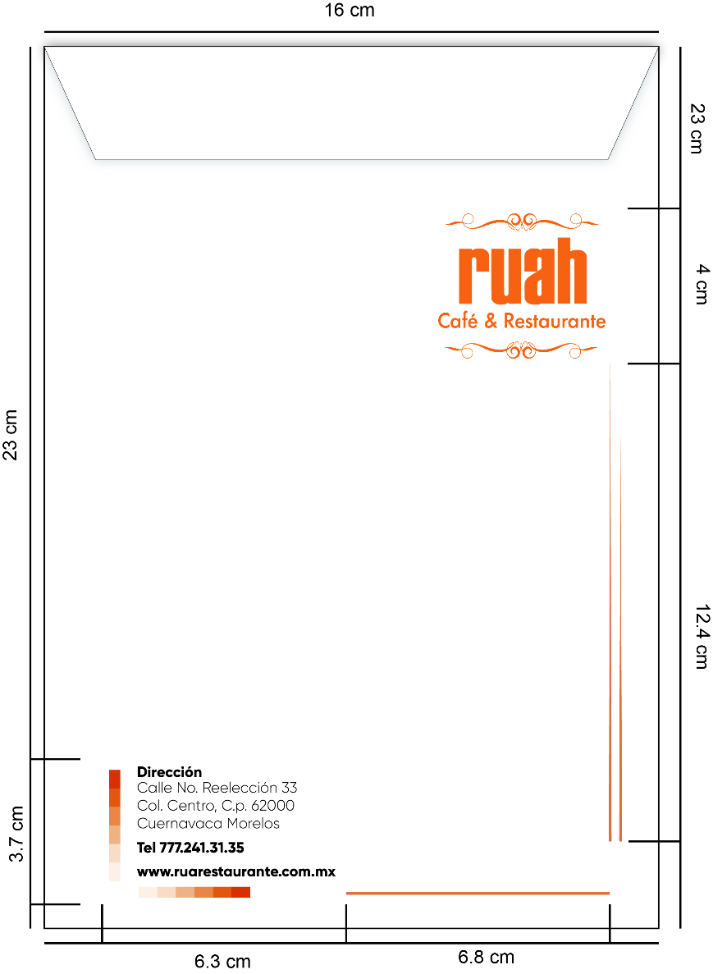 16 cm
23 cm
ruah
Café & Restaurante
4 cm
23 cm
12.4 cm
Dirección
Calle No. Reelección 33
Col. Centro, C.p. 62000
Cuernavaca Morelos
Tel 777.241.31.35
www.ruarestaurante.com.mx
3.7 cm
6.3 cm
6.8 cm